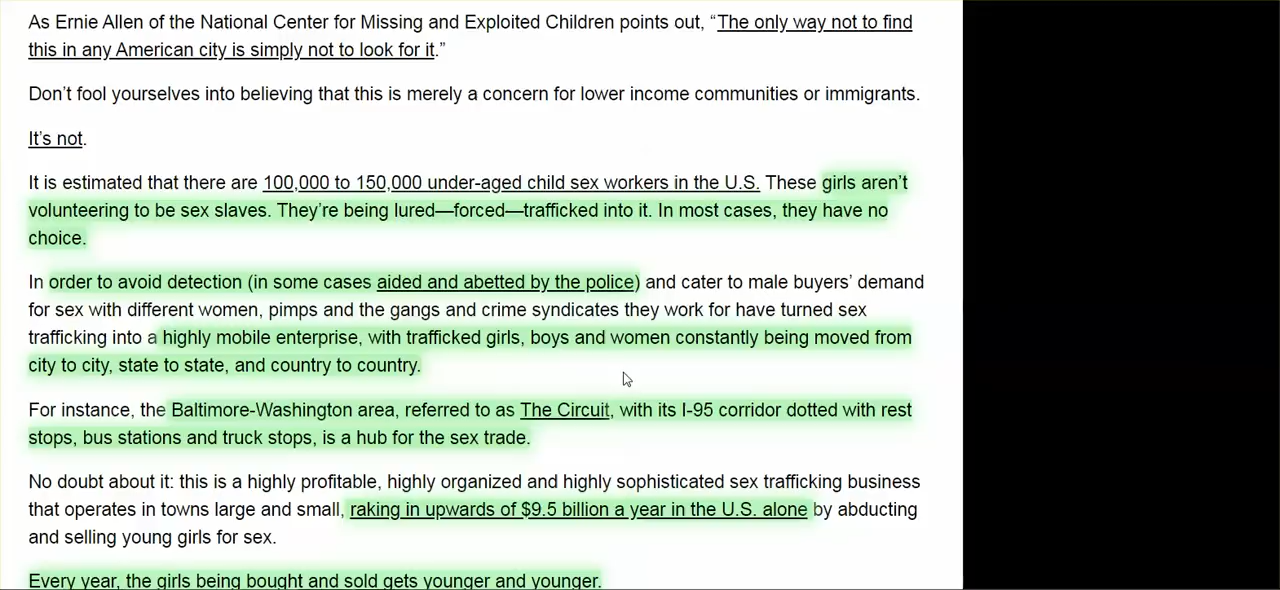 As Ernie Allen of the National Center for Missing and Exploited Children points out, “The only way not to find
this in any American city is simply not to look for it.”
Don’t fool yourselves into believing that this is merely a concern for lower income communities or immigrants.
It’s not.
It is estimated that there are 100,000 to 150,000 under-aged child sex workers in the U.S. These girls aren’t
volunteering to be sex slaves. They’re being lured—forced—trafficked into it. In most cases, they have no
choice.
In order to avoid detection (in some cases aided and abetted by the police) and cater to male buyers’ demand
for sex with different women, pimps and the gangs and crime syndicates they work for have turned sex
trafficking into a highly mobile enterprise, with trafficked girls, boys and women constantly being moved from
city to city, state to state, and country to country.
For instance, the Baltimore-Washington area, referred to as The Circuit, with its I-95 corridor dotted with rest
stops, bus stations and truck stops, is a hub for the sex trade.
No doubt about it: this is a highly profitable, highly organized and highly sophisticated sex trafficking business
that operates in towns large and small, raking in upwards of $9.5 billion a year in the U.S. alone by abducting
and selling young girls for sex.
Every year, the girls being bought and sold gets younger and younger.